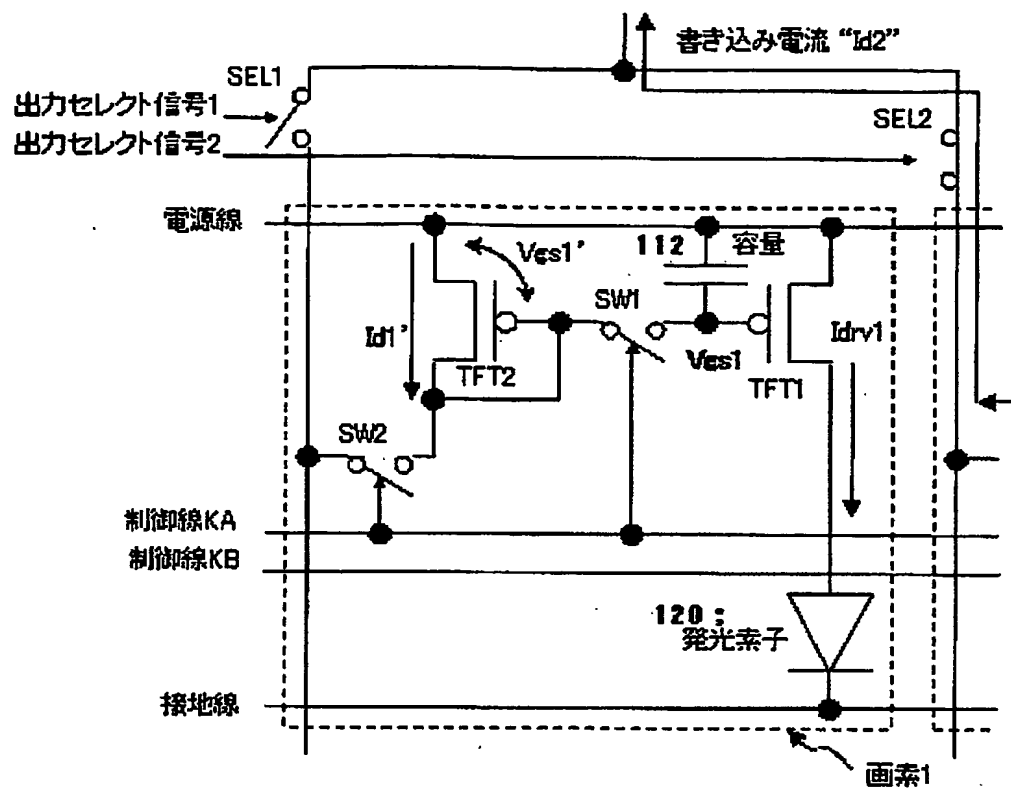 書き込み電流 “Id2”
SEL1
出力セレクト信号1
出力セレクト信号2
SEL2
電源線
112 容量
Vgs1’
SW1
Id1’
Vgs1
Idrv1
TFT2
TFT1
SW2
制御線KA
制御線KB
120 ;
発光素子
接地線
画素1